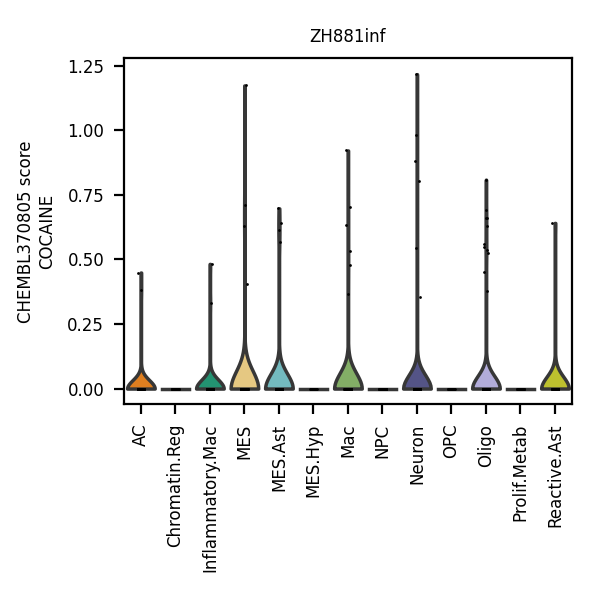 ZH881inf
CHEMBL370805 score
COCAINE
1.25
1.00
0.75
0.50
0.25
0.00
AC
Chromatin.Reg
Inflammatory.Mac
MES
MES.Ast
MES.Hyp
Mac
NPC
Neuron
OPC
Oligo
Prolif.Metab
Reactive.Ast